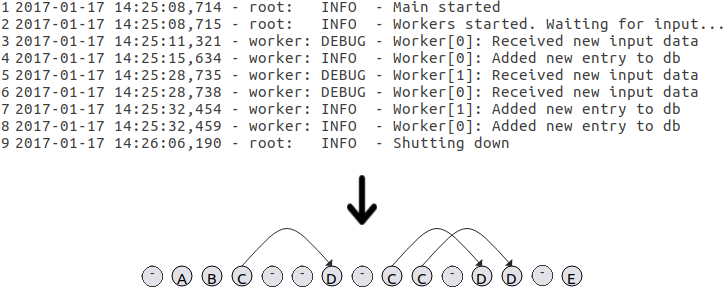 1 2017-01-17 14:25:08,714 - root:   INFO  - Main started
2 2017-01-17 14:25:08,715 - root:   INFO  - Workers started. Waiting for input...
3 2017-01-17 14:25:11,321 - worker: DEBUG - Worker[0]: Received new input data
4 2017-01-17 14:25:15,634 - worker: INFO  - Worker[0]: Added new entry to db
5 2017-01-17 14:25:28,735 - worker: DEBUG - Worker[1]: Received new input data
6 2017-01-17 14:25:28,738 - worker: DEBUG - Worker[0]: Received new input data
7 2017-01-17 14:25:32,454 - worker: INFO  - Worker[1]: Added new entry to db
8 2017-01-17 14:25:32,459 - worker: INFO  - Worker[0]: Added new entry to db
9 2017-01-17 14:26:06,190 - root:   INFO  - Shutting down
- A B C - - D - C C - D D - E